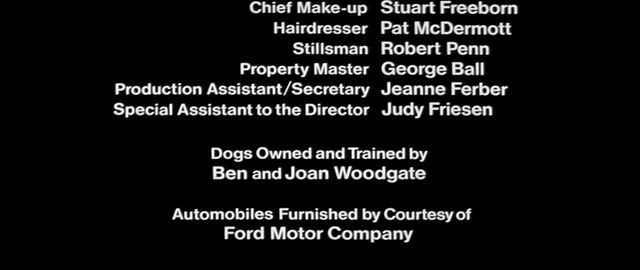 Chief Make-up Stuart Freeborn
Hairdresser Pat McDermott
Stillsman Robert Penn
Property Master George Ball
Production Assistant/Secretary Jeanne Ferber
Special Assistant to the Director Judy Friesen
Dogs Owned and Trained by
Ben and Joan Woodgate
Automobiles Furnished by Courtesy of
Ford Motor Company